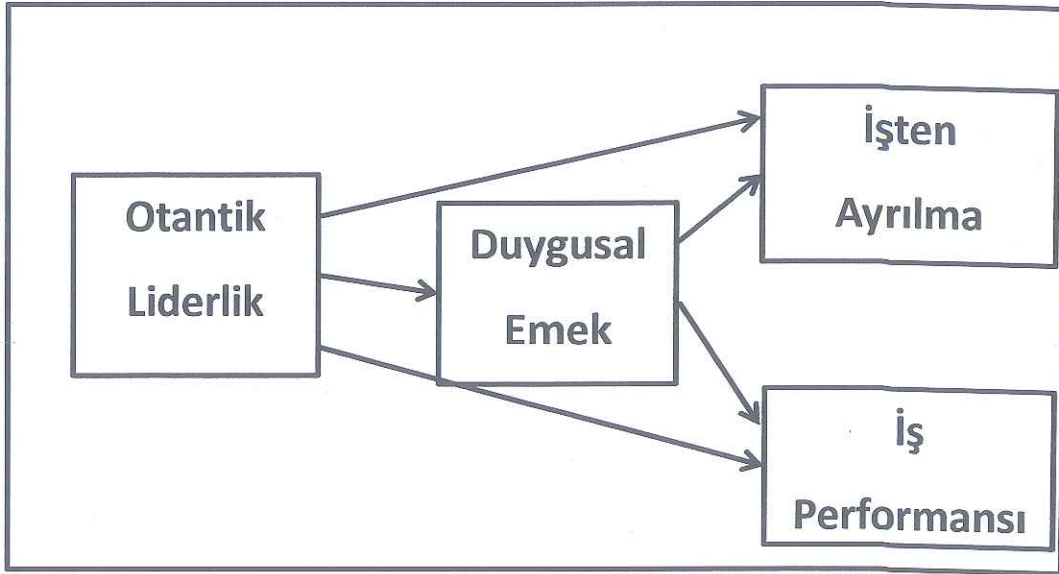 Otantik
Liderlik
Duygusal
Emek
İşten
Ayrılma
İş
Performansı